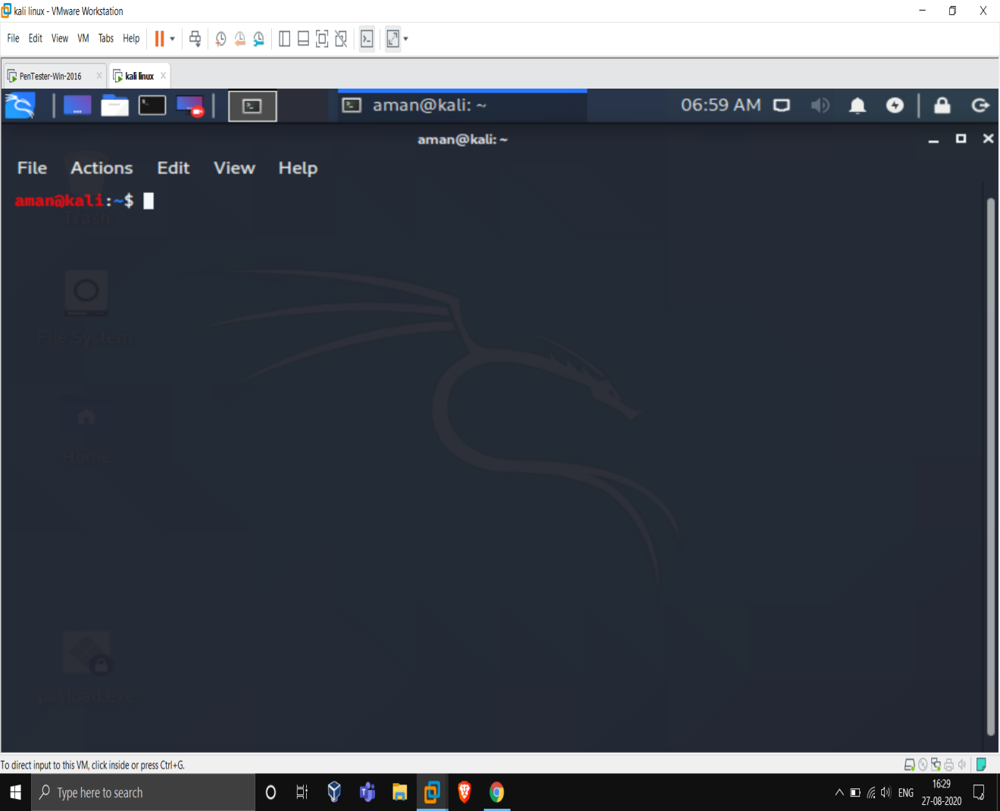 kali linux - VMware Workstation
File Edit View VM Tabs Help
PenTester-Win-2016
kali linux
aman@kali: ~
06:59 AM
aman@kali: ~
File Actions Edit View Help
aman@kali:~$
Trash
File System
Home
payload.exe
To direct input to this VM, click inside or press Ctrl+G.
Type here to search
ENG
16:29
27-08-2020